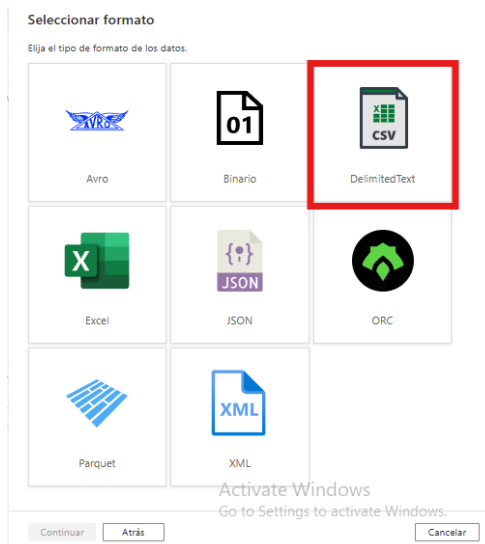 Seleccionar formato
Elija el tipo de formato de los datos.
AVRO
01
X
CSV
Avro
Binario
DelimitedText
X
{?}
JSON
Excel
JSON
ORC
XML
Parquet
XML
Activate Windows
Go to Settings to activate Windows.
Continuar
Atrás
Cancelar